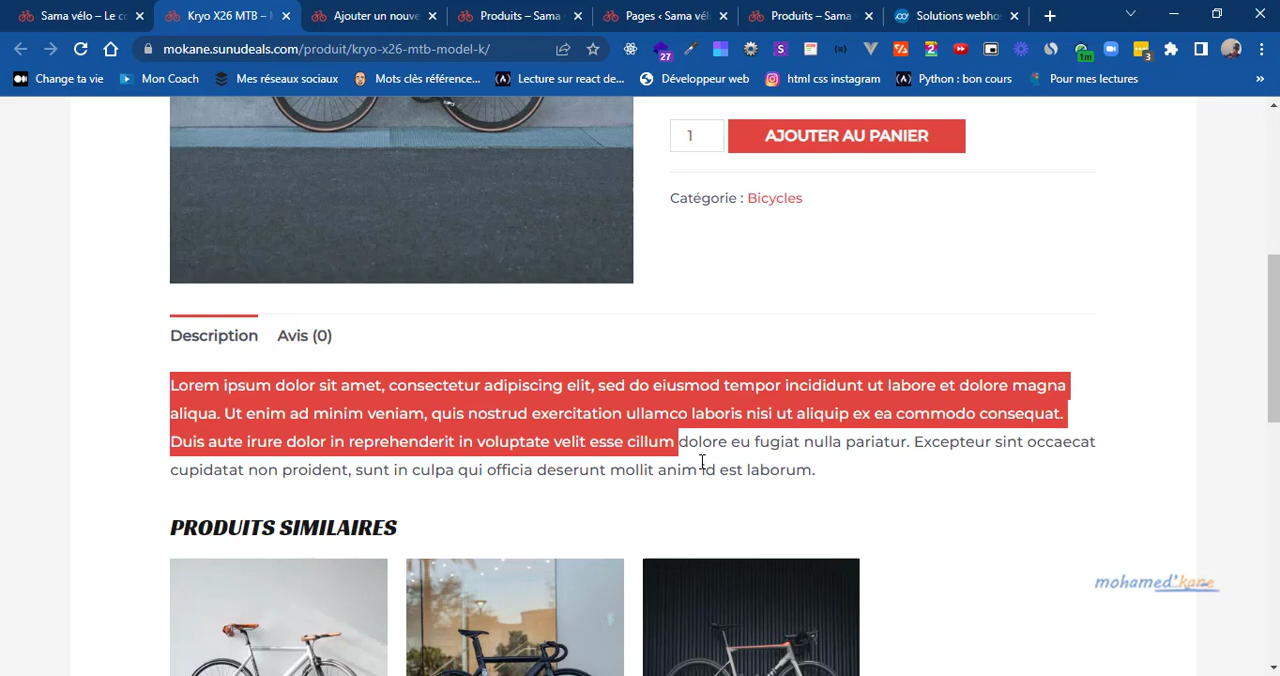 Sama vélo – Le co
Kryo X26 MTB –
Ajouter un nouve
Produits – Sama
Pages ‹ Sama vél
Produits – Sama
Solutions webhos
mokane.sunudeals.com/produit/kryo-x26-mtb-model-k/
27
S
2
1m
3
Change ta vie
Mon Coach
Mes réseaux sociaux
Mots clés référence...
Lecture sur react de...
Développeur web
html css instagram
Python : bon cours
Pour mes lectures
»
1
AJOUTER AU PANIER
Catégorie : Bicycles
Description
Avis (0)
Lorem ipsum dolor sit amet, consectetur adipiscing elit, sed do eiusmod tempor incididunt ut labore et dolore magna
aliqua. Ut enim ad minim veniam, quis nostrud exercitation ullamco laboris nisi ut aliquip ex ea commodo consequat.
Duis aute irure dolor in reprehenderit in voluptate velit esse cillum dolore eu fugiat nulla pariatur. Excepteur sint occaecat
cupidatat non proident, sunt in culpa qui officia deserunt mollit anim id est laborum.
PRODUITS SIMILAIRES
mohamed'kane